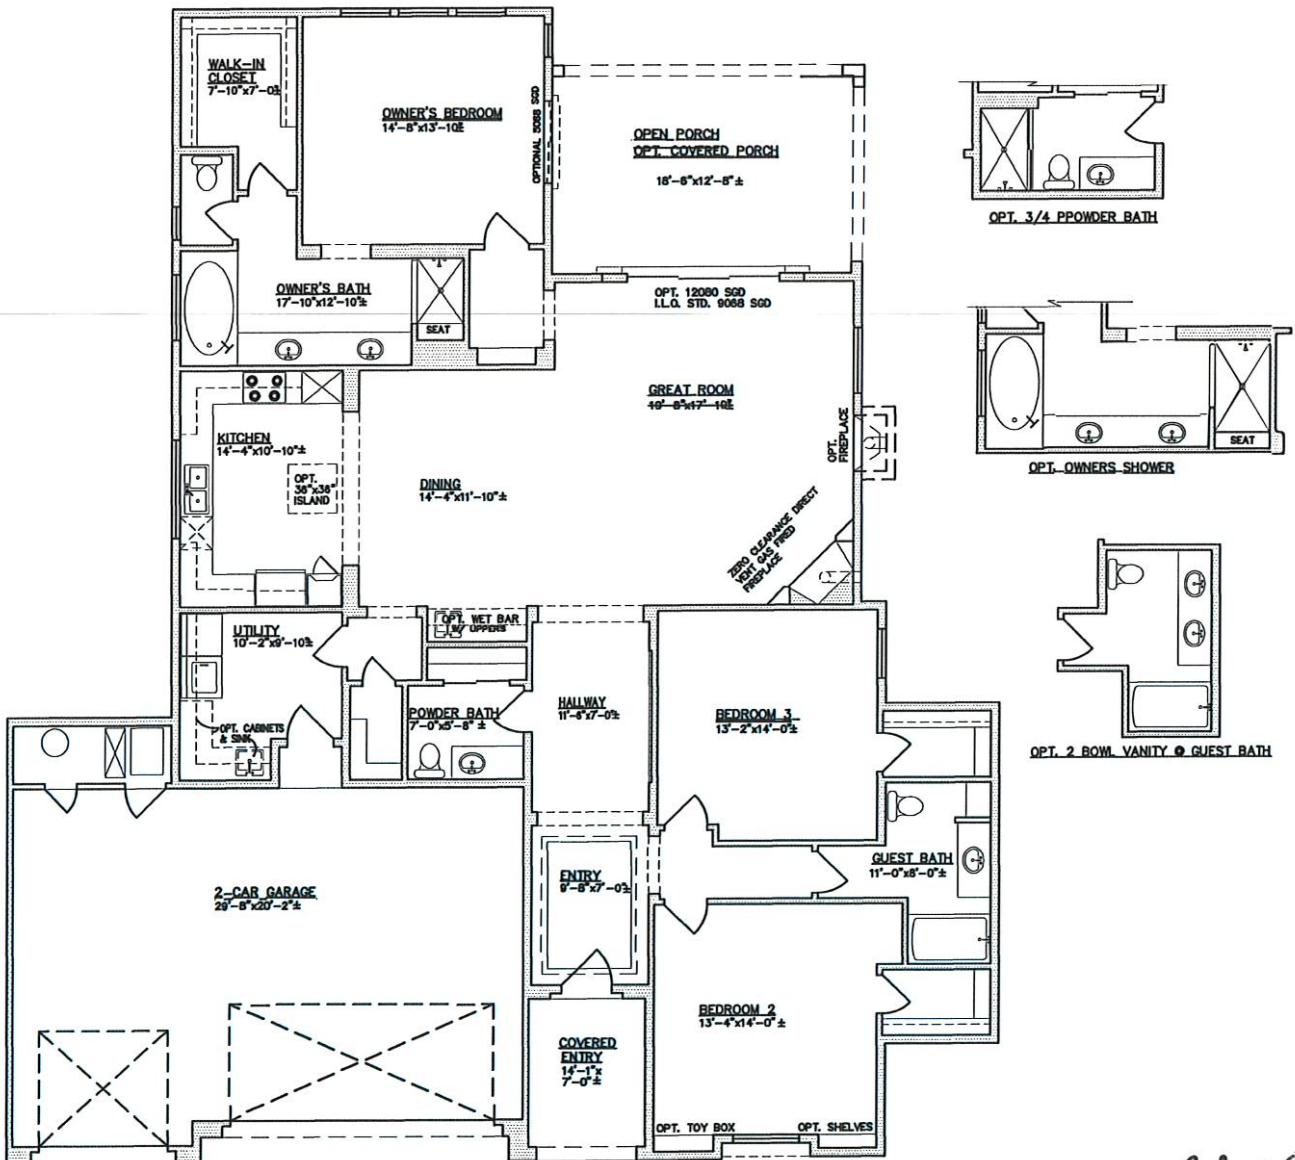 WALK-IN
CLOSET
7'-10"x7'-0"±
OWNER'S BEDROOM
14'-8"x13'-10"±
OPTIONAL 5068 SGD
OPEN PORCH
OPT. COVERED PORCH
18'-6"x12'-8"±
OPT. 3/4 PPOWDER BATH
OWNER'S BATH
17'-10"x12'-10"±
SEAT
OPT. 12080 SGD
I.L.O. STD. 9068 SGD
GREAT ROOM
19'-8"x17'-10"±
OPT.
FIREPLACE
SEAT
OPT. OWNERS SHOWER
KITCHEN
14'-4"x10'-10"±
OPT.
36"x36"
ISLAND
DINING
14'-4"x11'-10"±
ZERO CLEARANCE DIRECT
VENT GAS FIRED
FIREPLACE
UTILITY
10'-2"x9'-10"±
OPT. WET BAR
W/ UPPERS
OPT. CABINETS
& SINK
POWDER BATH
7'-0"x5'-8" ±
HALLWAY
11'-6"x7'-0"±
BEDROOM 3
13'-2"x14'-0"±
OPT. 2 BOWL VANITY @ GUEST BATH
2-CAR GARAGE
29'-8"x20'-2"±
ENTRY
9'-8"x7'-0"±
GUEST BATH
11'-0"x8'-0"±
COVERED
ENTRY
14'-1"x
7'-0"±
BEDROOM 2
13'-4"x14'-0"±
OPT. TOY BOX
OPT. SHELVES